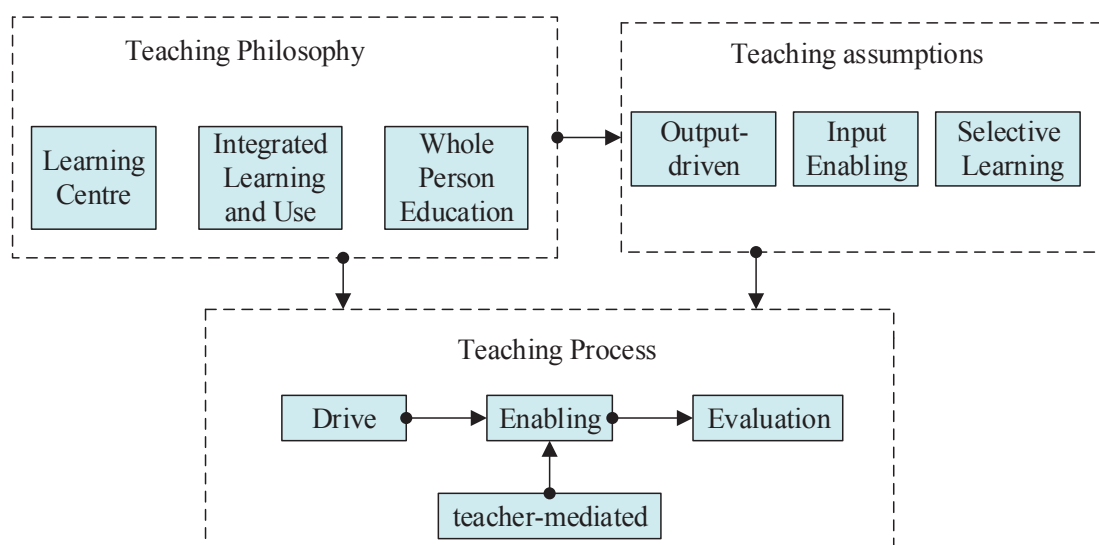 Teaching Philosophy
Learning
Centre
Integrated
Learning
and Use
Whole
Person
Education
Teaching assumptions
Output-
driven
Input
Enabling
Selective
Learning
Teaching Process
Drive
Enabling
Evaluation
teacher-mediated